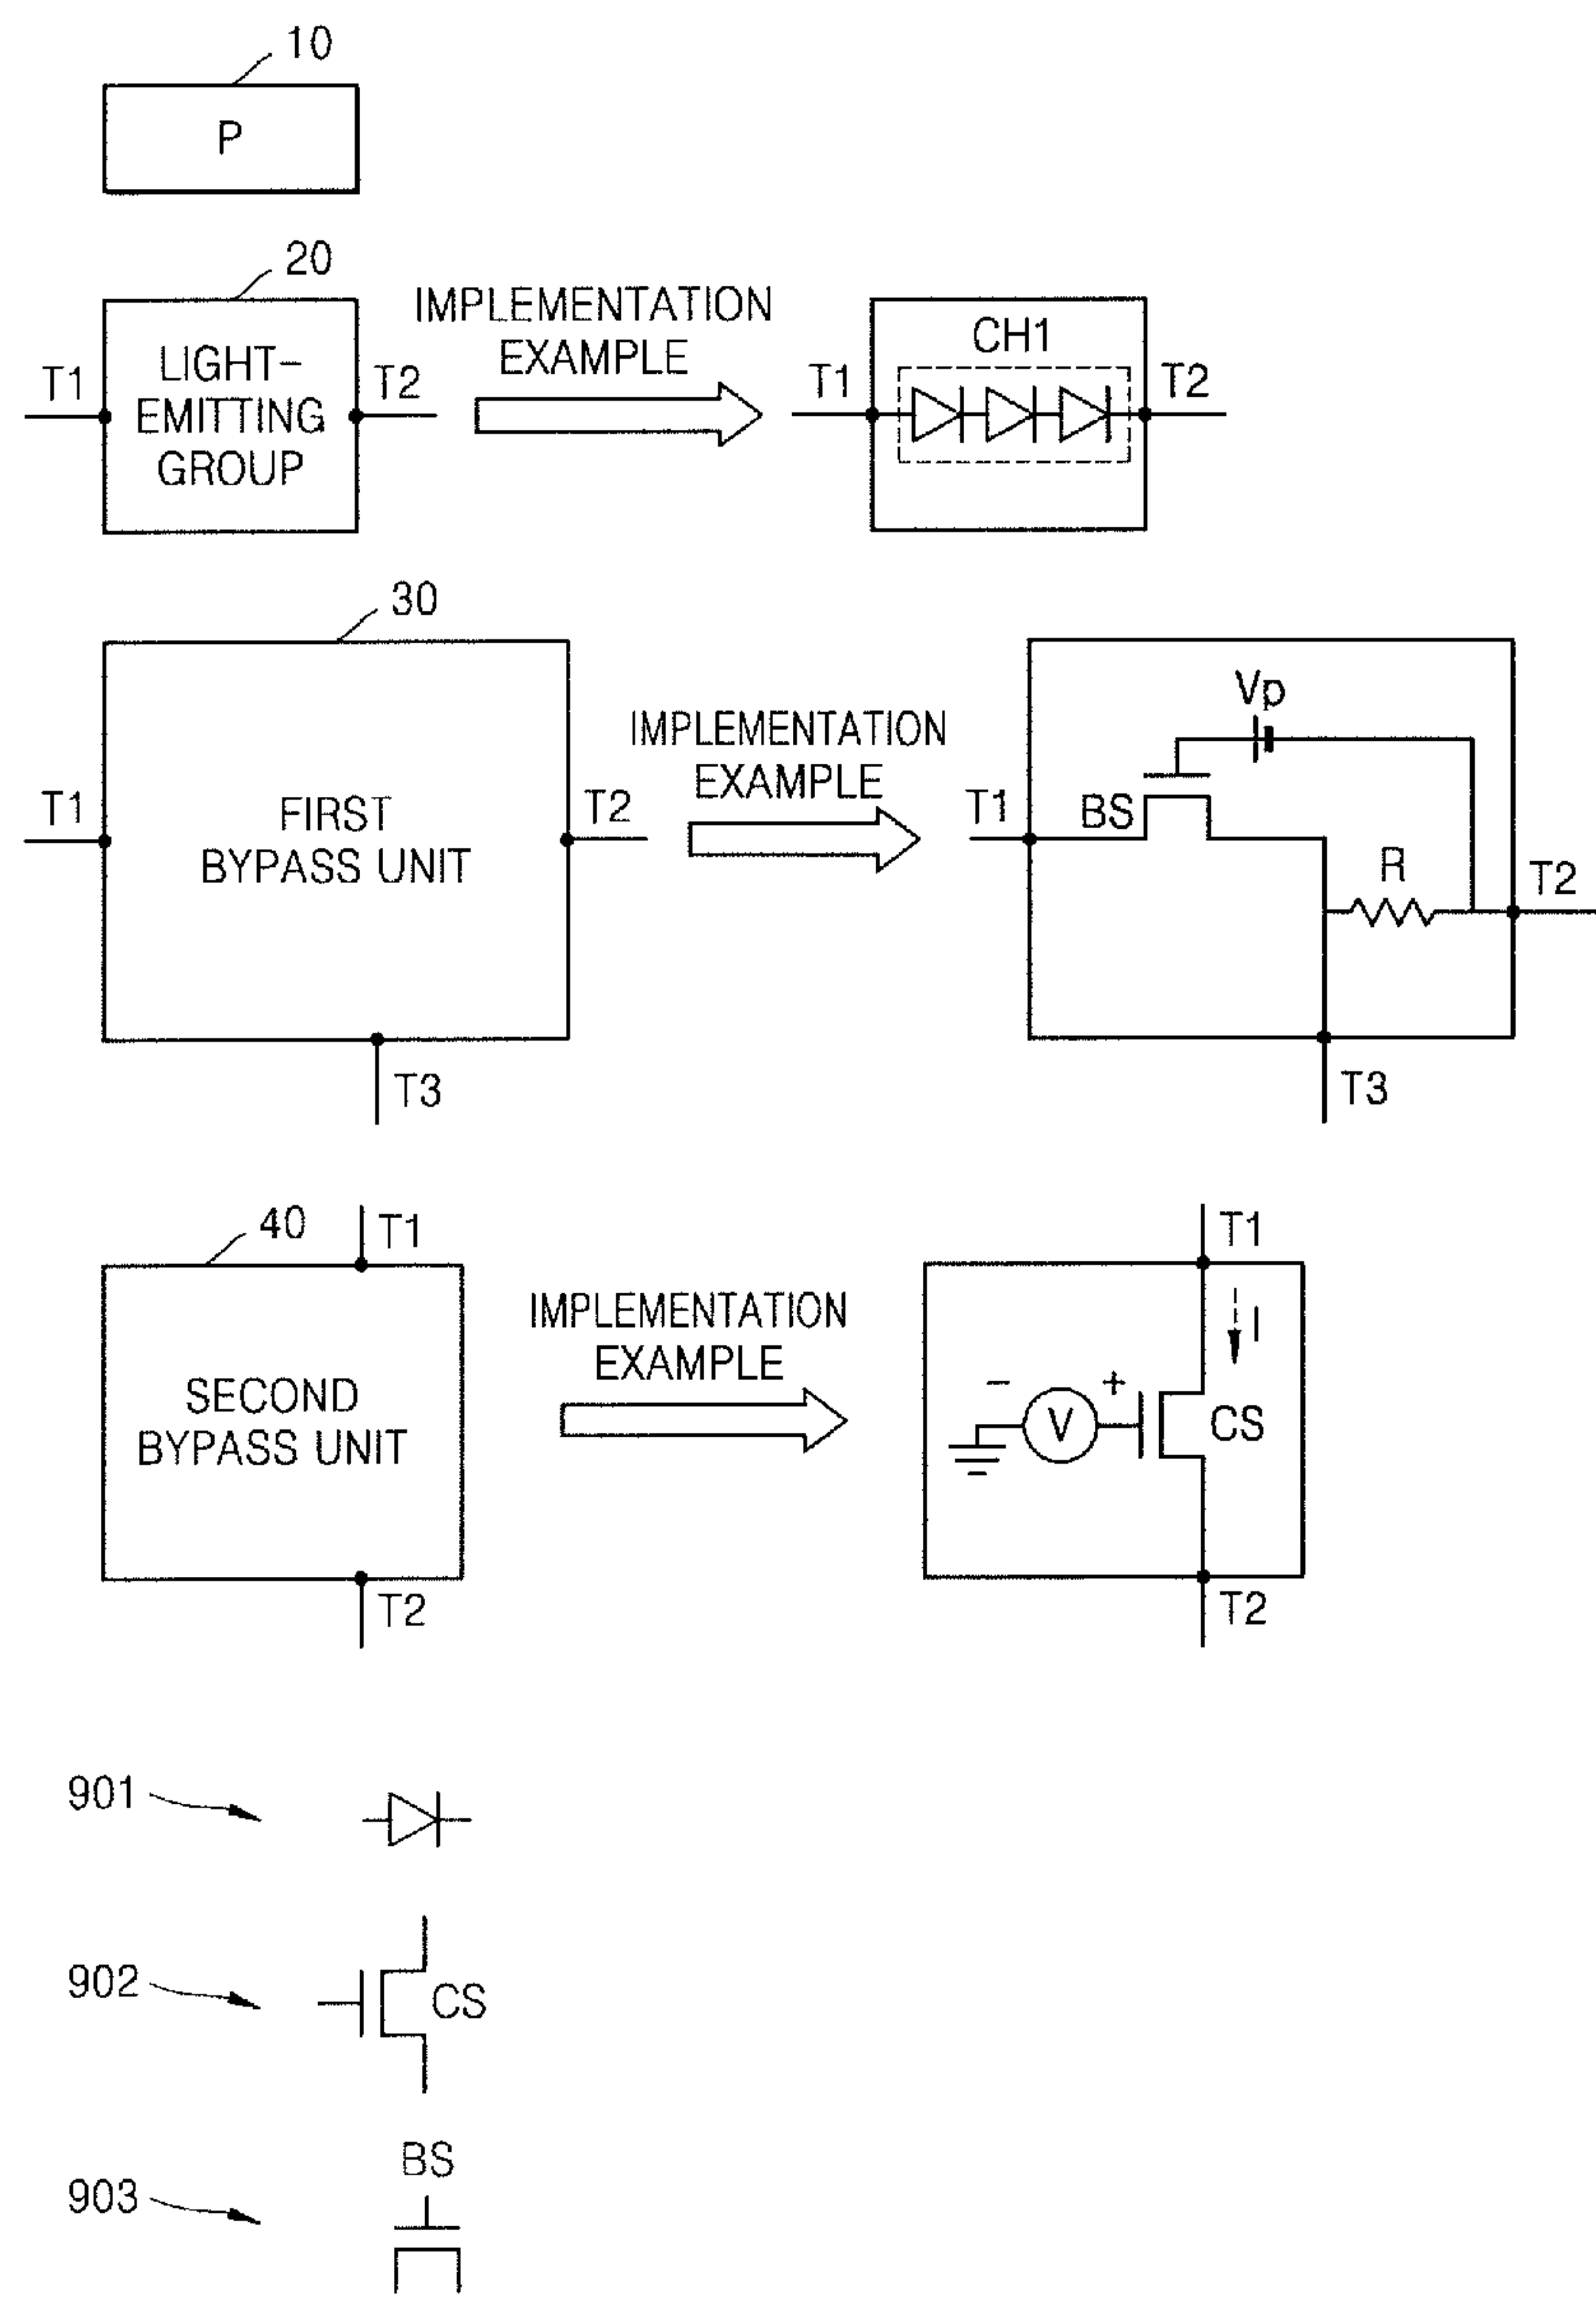 10
P
20
LIGHT-
EMITTING
GROUP
T1
T2
IMPLEMENTATION
EXAMPLE
CH1
T1
T2
30
FIRST
BYPASS UNIT
T1
T2
T3
IMPLEMENTATION
EXAMPLE
Vp
BS
T1
R
T2
T3
40
T1
SECOND
BYPASS UNIT
T2
IMPLEMENTATION
EXAMPLE
T1
I
- +
V
CS
T2
901
902
CS
BS
903